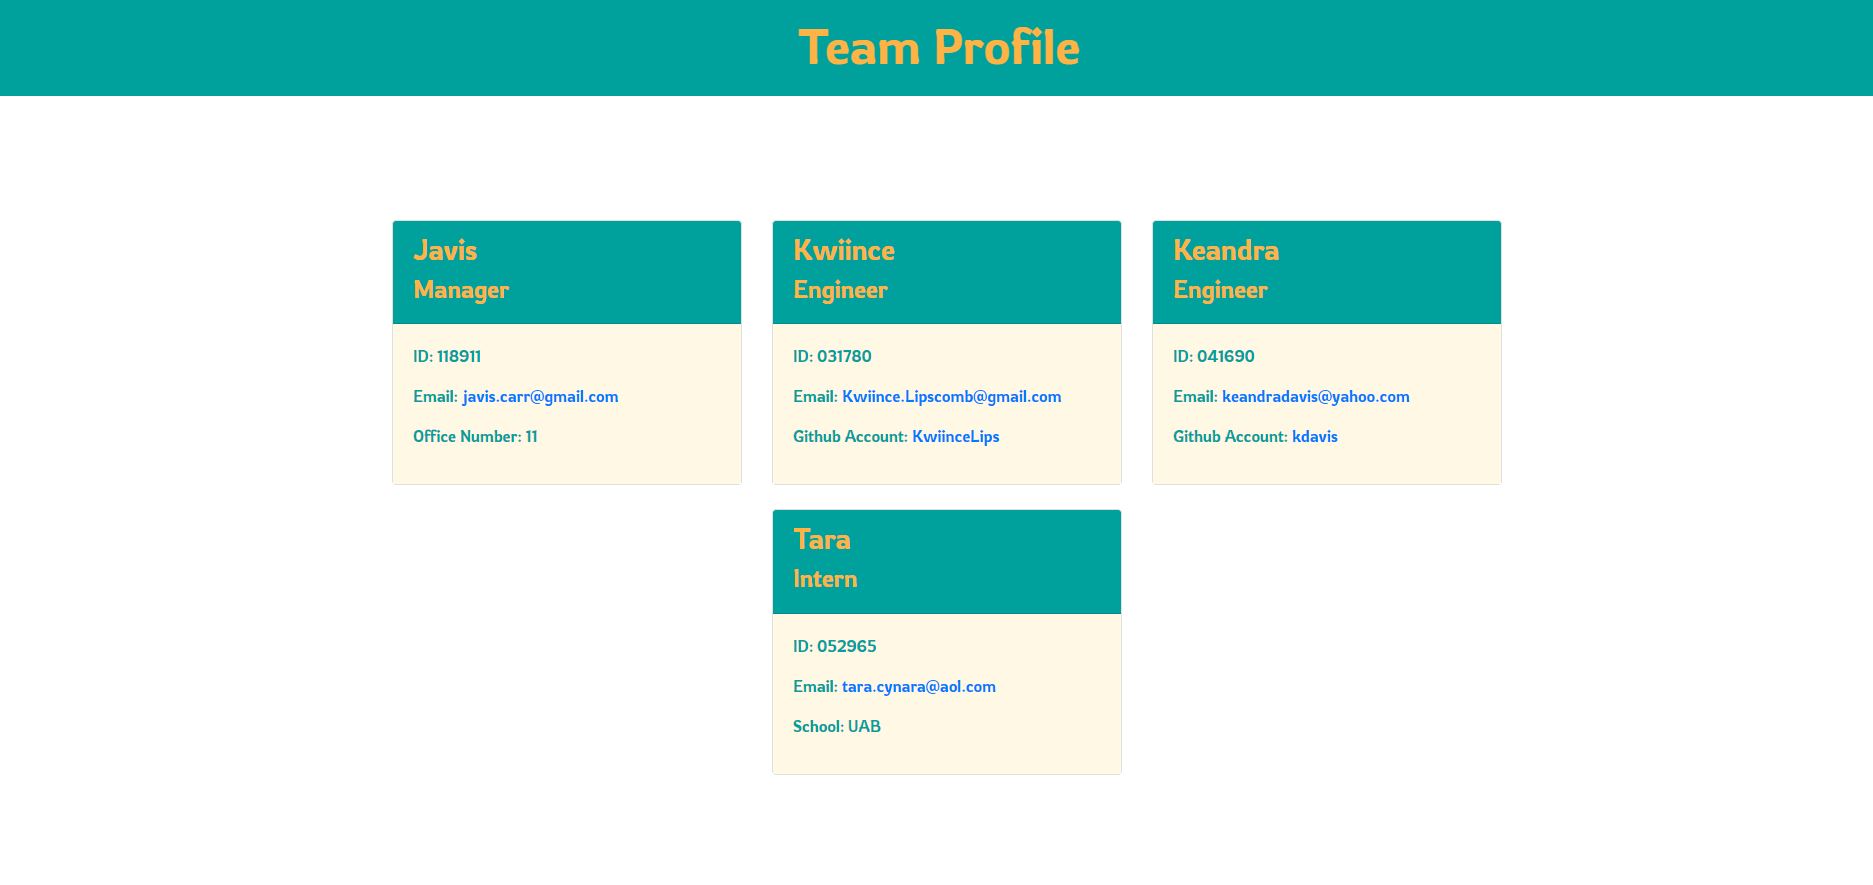 Team Profile
Javis
Manager
ID: 118911
Email: javis.carr@gmail.com
Office Number: 11
Kwiince
Engineer
ID: 031780
Email: Kwiince.Lipscomb@gmail.com
Github Account: KwiinceLips
Keandra
Engineer
ID: 041690
Email: keandradavis@yahoo.com
Github Account: kdavis
Tara
Intern
ID: 052965
Email: tara.cynara@aol.com
School: UAB